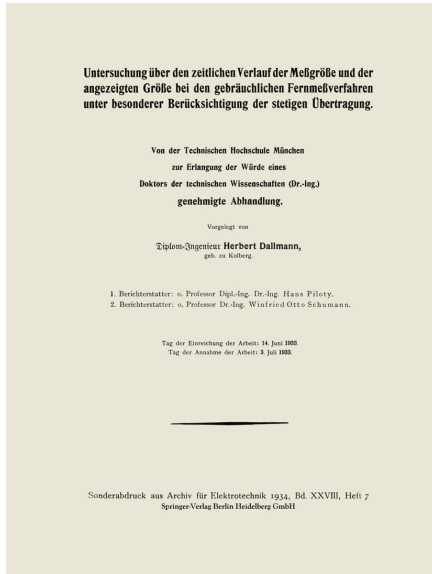 Untersuchung über den zeitlichen Verlauf der Meßgröße und der
angezeigten Größe bei den gebräuchlichen Fernmeßverfahren
unter besonderer Berücksichtigung der stetigen Übertragung.
Von der Technischen Hochschule München
zur Erlangung der Würde eines
Doktors der technischen Wissenschaften (Dr.-Ing.)
genehmigte Abhandlung.
Vorgelegt von
Diplom-Ingenieur Herbert Dallmann,
geb. zu Kolberg.
1. Berichterstatter: o. Professor Dipl.-Ing. Dr.-Ing. Hans Piloty.
2. Berichterstatter: o. Professor Dr.-Ing. Winfried Otto Schumann.
Tag der Einreichung der Arbeit: 14. Juni 1933.
Tag der Annahme der Arbeit: 3. Juli 1933.
Sonderabdruck aus Archiv für Elektrotechnik 1934, Bd. XXVIII, Heft 7
Springer-Verlag Berlin Heidelberg GmbH